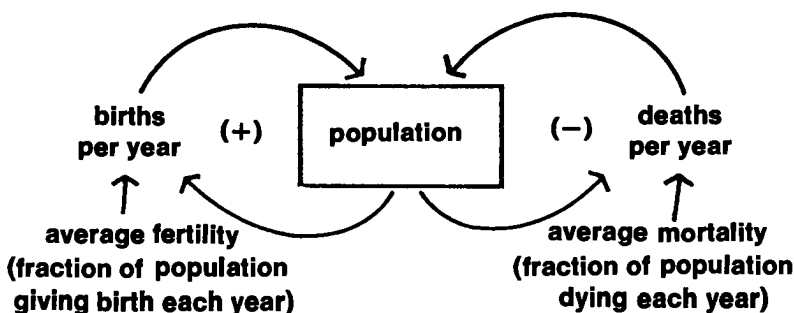 births
per year
(+)
population
(−)
deaths
per year
average fertility
(fraction of population
giving birth each year)
average mortality
(fraction of population
dying each year)